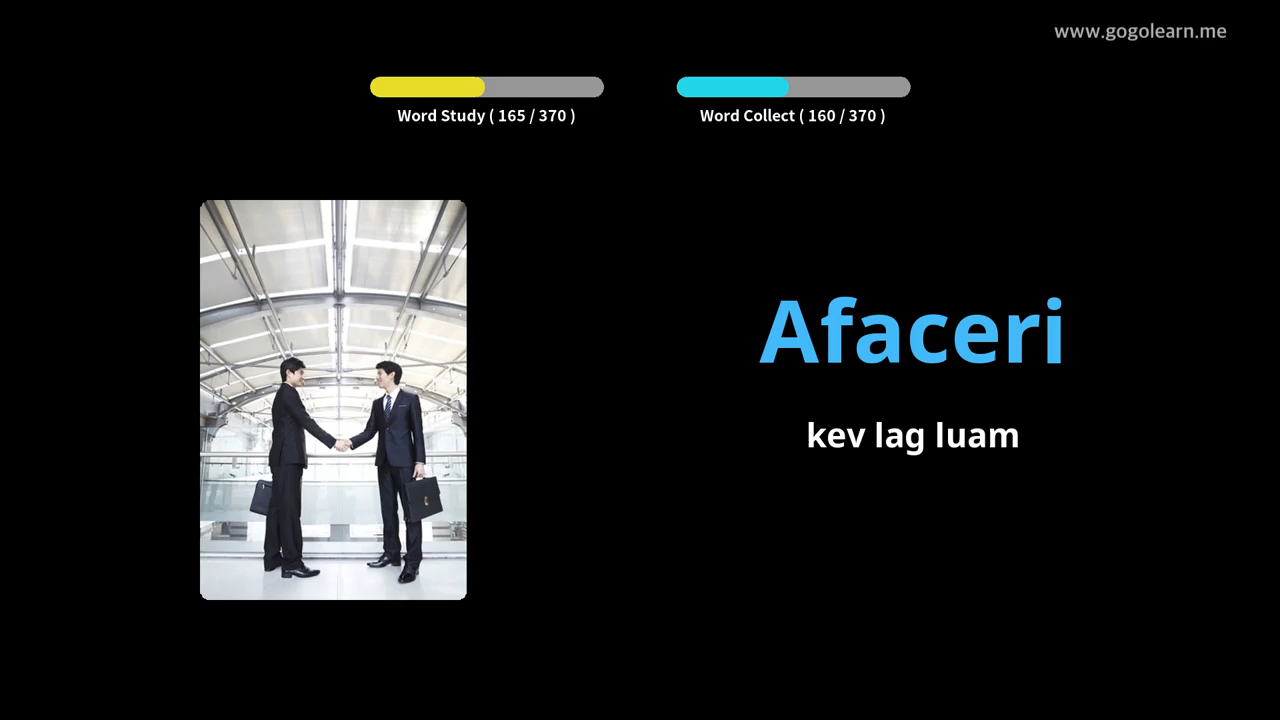 www.gogolearn.me
Word Study ( 165 / 370 )
Word Collect ( 160 / 370 )
Afaceri
kev lag luam